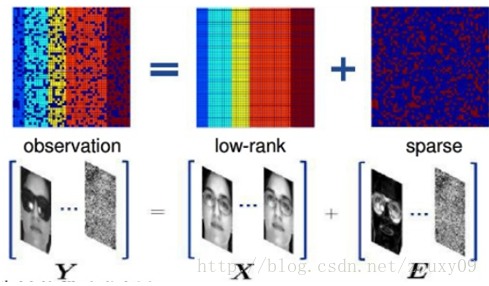 = +
observation low-rank sparse
[ ... ] = [ ... ] + [ ... ]
Y X E
http://blog.csdn.net/zouxy09